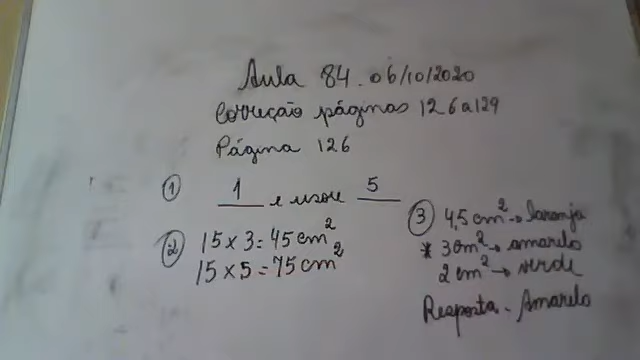 Aula 84. 06/10/2020
Correção páginas 126 a 129
Página 126
① 1 e 5
② 15 x 3 = 45 cm²
15 x 5 = 75 cm²
③ 4,5 cm² → laranja
* 3 cm² → amarelo
2 cm² → verde
Resposta - Amarelo